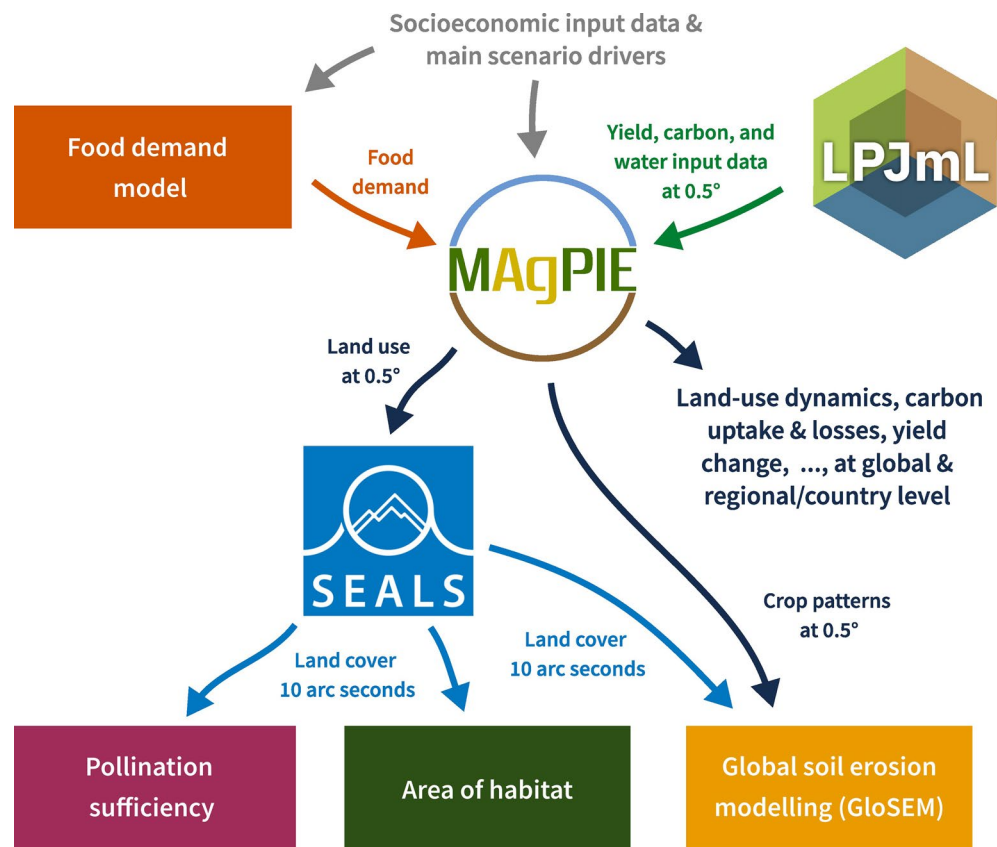 Socioeconomic input data &
main scenario drivers
Food demand
model
Food
demand
Yield, carbon, and
water input data
at 0.5°
LPJmL
MAgPIE
Land use
at 0.5°
Land-use dynamics, carbon
uptake & losses, yield
change, ..., at global &
regional/country level
SEALS
Crop patterns
at 0.5°
Land cover
10 arc seconds
Land cover
10 arc seconds
Pollination
sufficiency
Area of habitat
Global soil erosion
modelling (GloSEM)